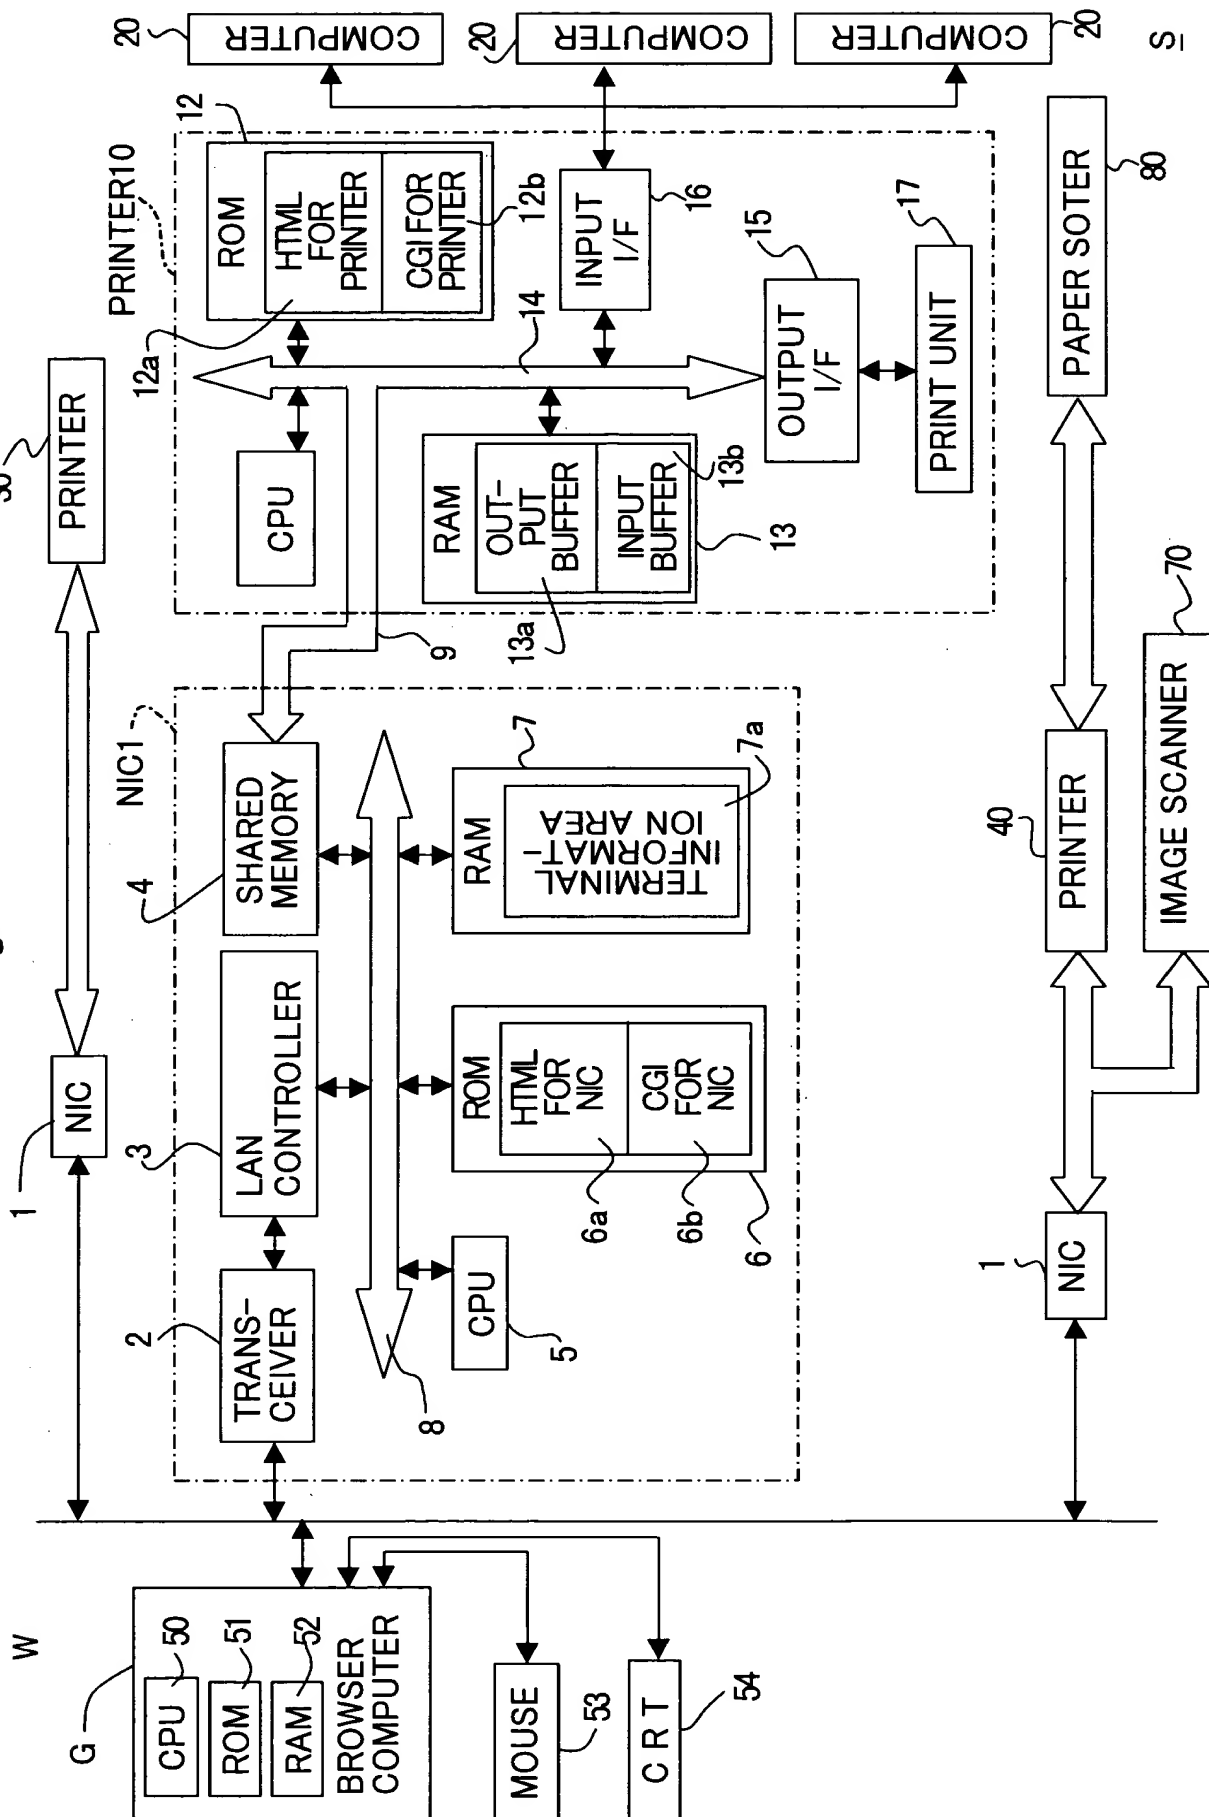 W
G
CPU
50
ROM
51
RAM
52
BROWSER
COMPUTER
MOUSE
53
C R T
54
1
NIC
PRINTER
NIC1
2
TRANS-
CEIVER
3
LAN
CONTROLLER
4
SHARED
MEMORY
8
CPU
5
ROM
HTML
FOR
NIC
CGI
FOR
NIC
6a
6b
6
RAM
TERMINAL
INFORMAT-
ION AREA
7
7a
9
PRINTER10
CPU
12a
ROM
HTML
FOR
PRINTER
CGI FOR
PRINTER
12
12b
14
RAM
OUT-
PUT
BUFFER
INPUT
BUFFER
13a
13b
13
INPUT
I/F
16
OUTPUT
I/F
15
PRINT UNIT
17
20
COMPUTER
20
COMPUTER
20
COMPUTER
1
NIC
40
PRINTER
IMAGE SCANNER
70
PAPER SOTER
80
S